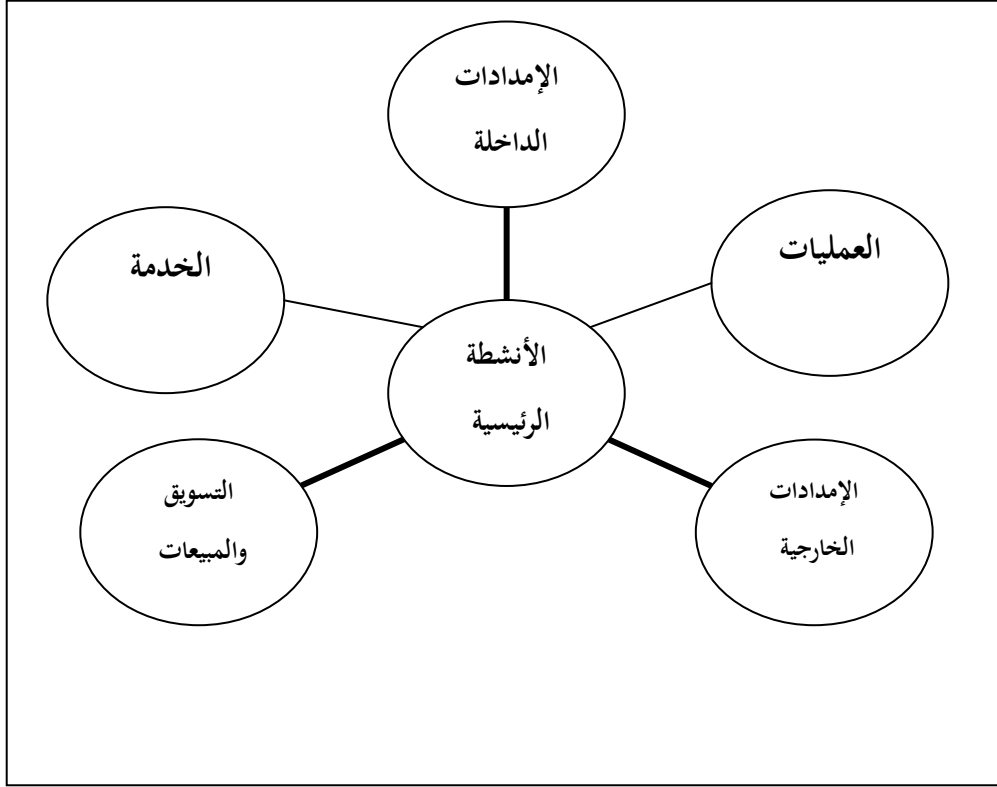 الإمدادات
الداخلة
العمليات
الخدمة
الأنشطة
الرئيسية
الإمدادات
الخارجية
التسويق
والمبيعات